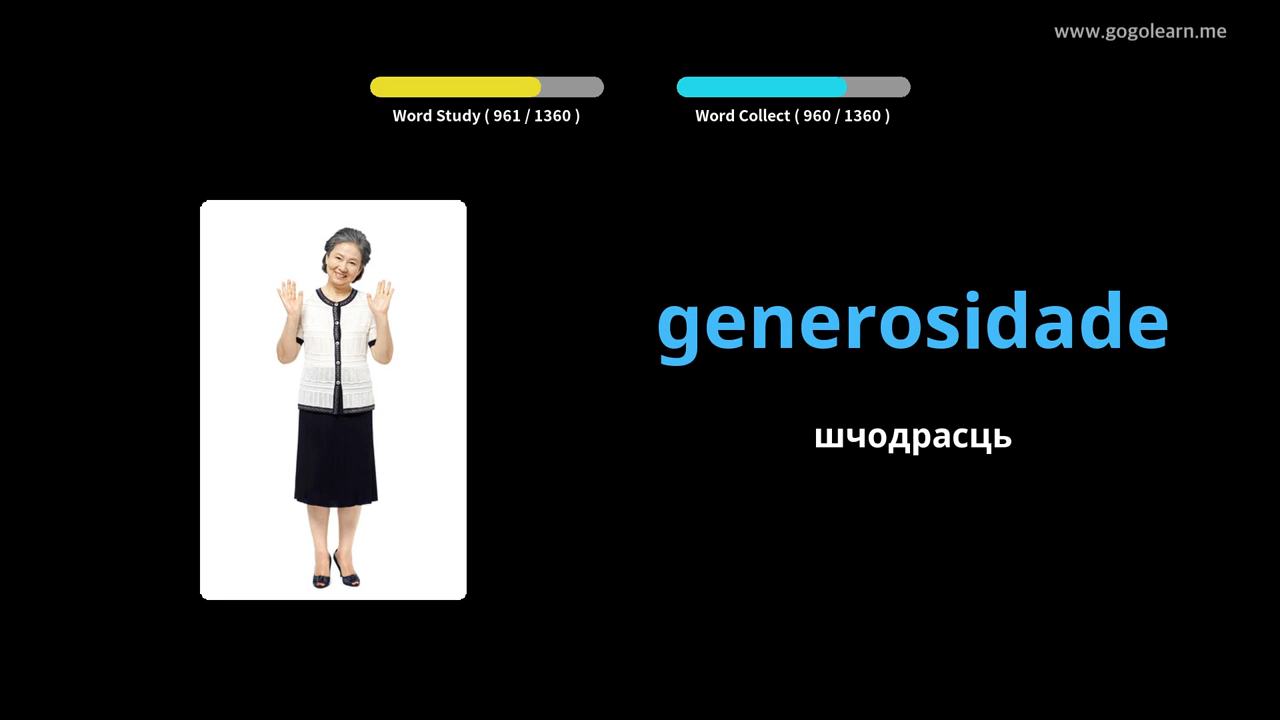 www.gogolearn.me
Word Study ( 961 / 1360 )
Word Collect ( 960 / 1360 )
generosidade
шчодрасць